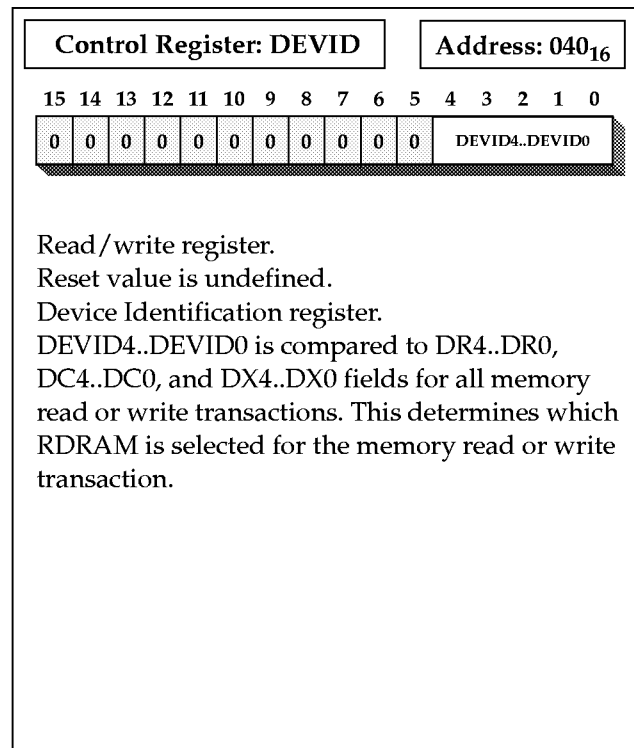 Control Register: DEVID
Address: 040₁₆
15 14 13 12 11 10 9 8 7 6 5 4 3 2 1 0
0 0 0 0 0 0 0 0 0 0 0 DEVID4..DEVID0
Read/write register.
Reset value is undefined.
Device Identification register.
DEVID4..DEVID0 is compared to DR4..DR0,
DC4..DC0, and DX4..DX0 fields for all memory
read or write transactions. This determines which
RDRAM is selected for the memory read or write
transaction.